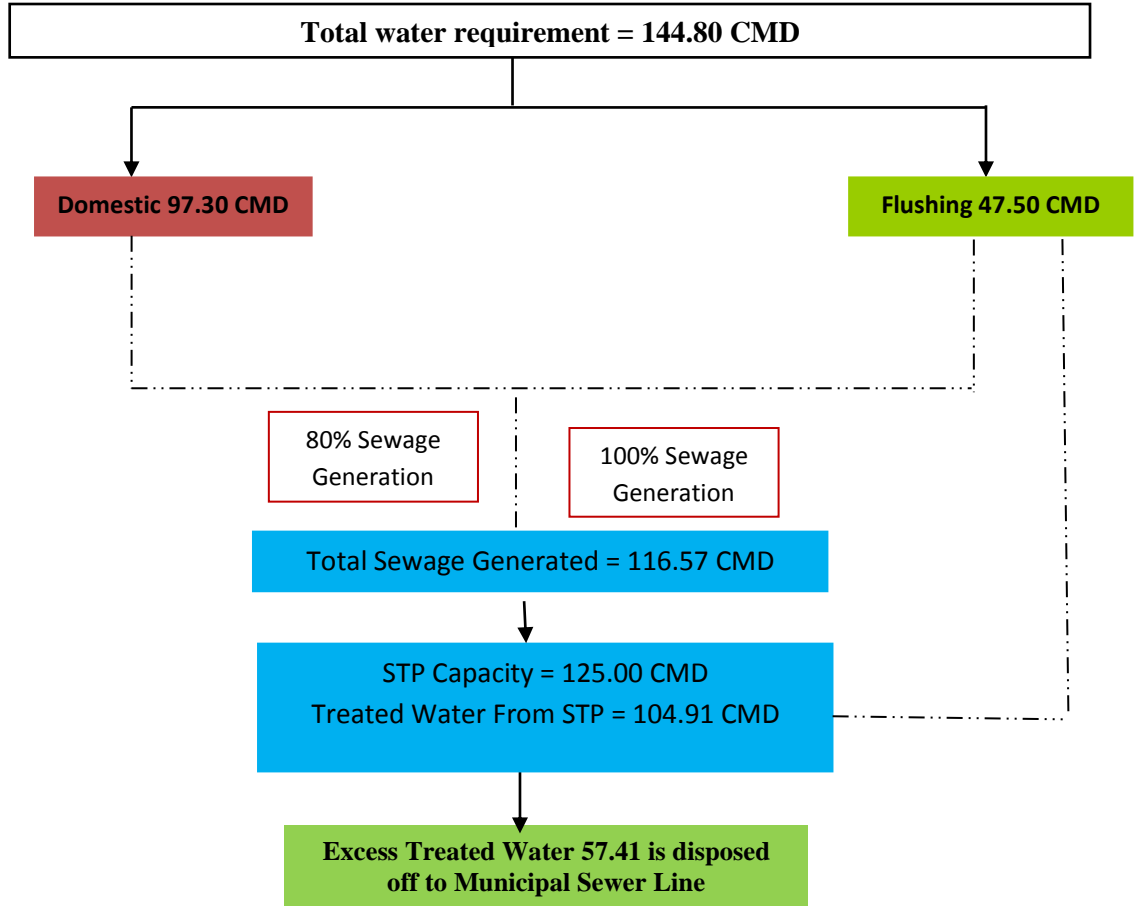 Total water requirement = 144.80 CMD
Domestic 97.30 CMD
Flushing 47.50 CMD
80% Sewage
Generation
100% Sewage
Generation
Total Sewage Generated = 116.57 CMD
STP Capacity = 125.00 CMD
Treated Water From STP = 104.91 CMD
Excess Treated Water 57.41 is disposed
off to Municipal Sewer Line